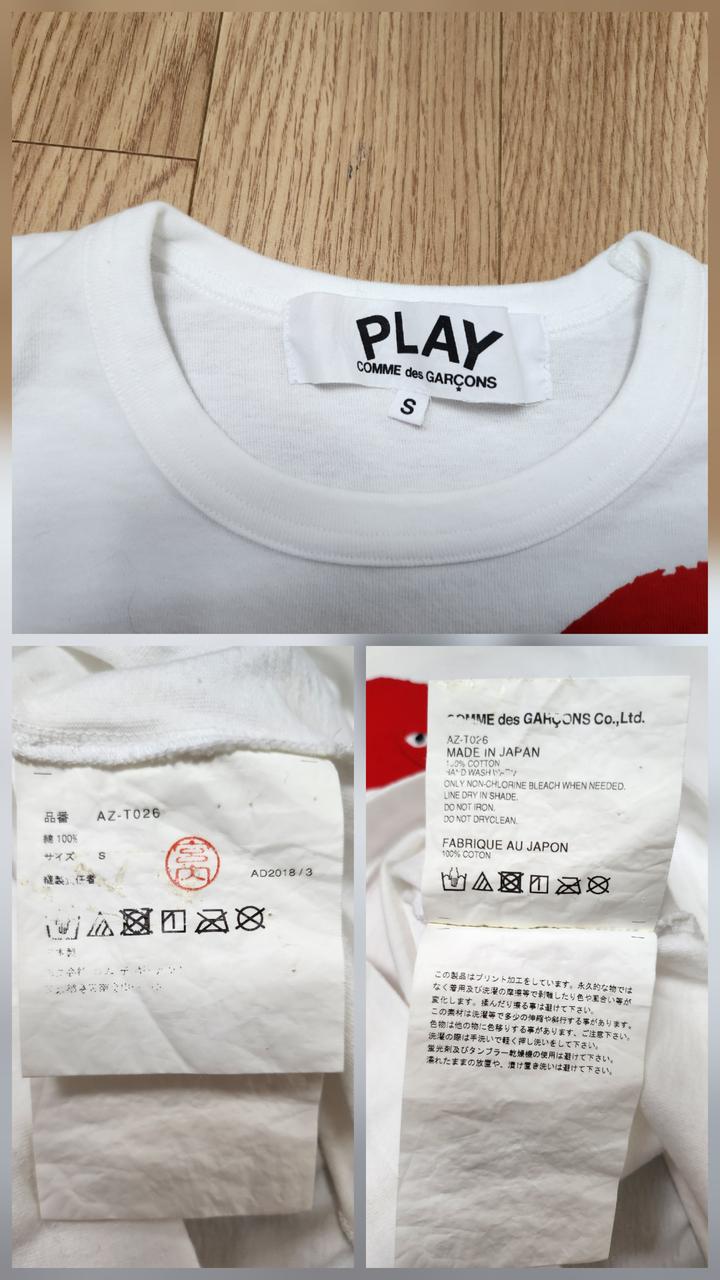 PLAY
COMME des GARÇONS
S
品番 AZ-T026
綿 100%
サイズ S
AD2018/3
COMME des GARÇONS Co.,Ltd.
AZ-T026
MADE IN JAPAN
100% COTTON
HAND WASH
ONLY NON-CHLORINE BLEACH WHEN NEEDED.
LINE DRY IN SHADE.
DO NOT IRON.
DO NOT DRYCLEAN.
FABRIQUE AU JAPON
100% COTON
この製品はプリント加工をしています。永久的な物では
なく着用及び洗濯の摩擦等で剥離したり色や風合い等が
変化します。揉んだり擦る事は避けて下さい。
この素材は洗濯等で多少の伸縮や斜行する事があります。
色物は他の物に色移りする事があります、ご注意下さい。
洗濯の際は手洗いで軽く押し洗いをして下さい。
蛍光剤及びタンブラー乾燥機の使用は避けて下さい。
濡れたままの放置や、漬け置き洗いは避けて下さい。